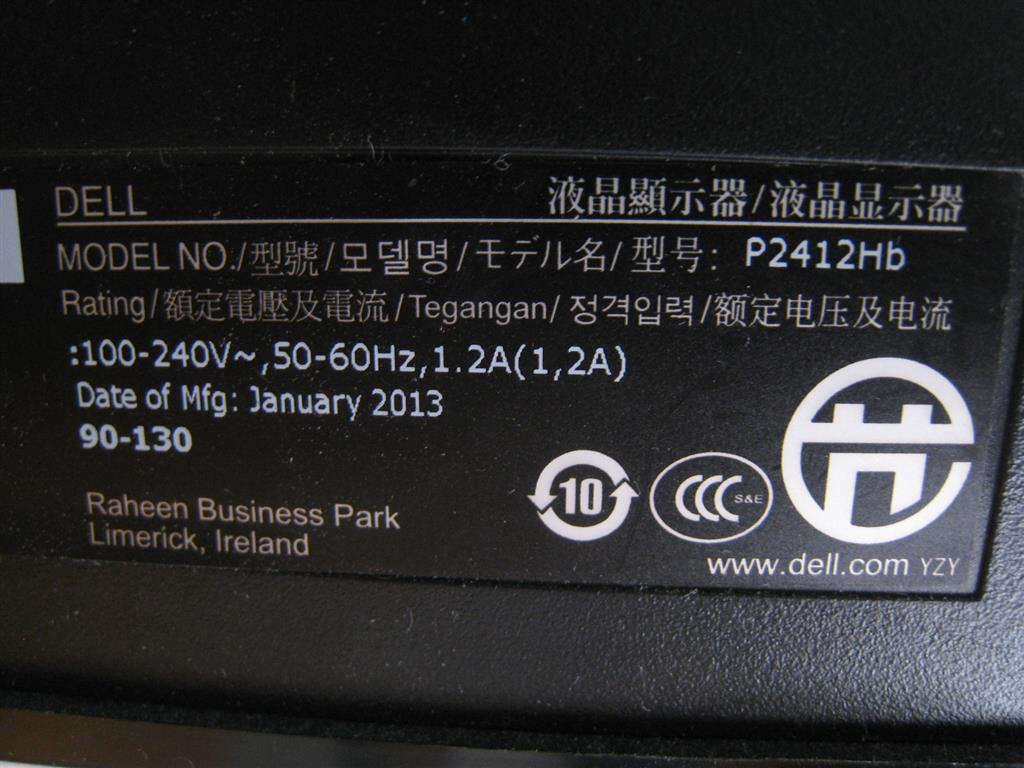 DELL 液晶顯示器/液晶显示器
MODEL NO./型號/모델명/モデル名/型号: P2412Hb
Rating/額定電壓及電流/Tegangan/정격입력/额定电压及电流
:100-240V~,50-60Hz,1.2A(1,2A)
Date of Mfg: January 2013
90-130
Raheen Business Park
Limerick, Ireland
10
CCC S&E
www.dell.com YZY